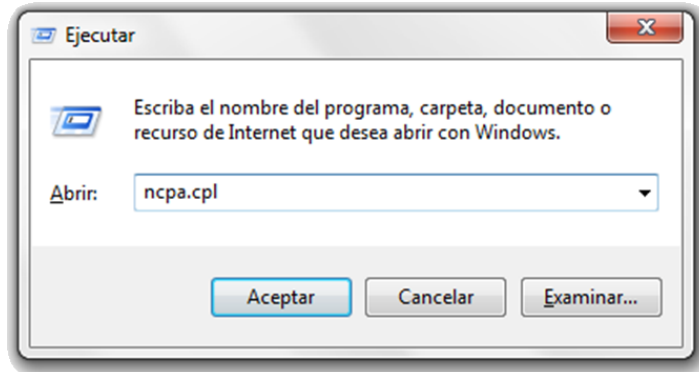 Ejecutar
Escriba el nombre del programa, carpeta, documento o
recurso de Internet que desea abrir con Windows.
Abrir: ncpa.cpl
Aceptar Cancelar Examinar...